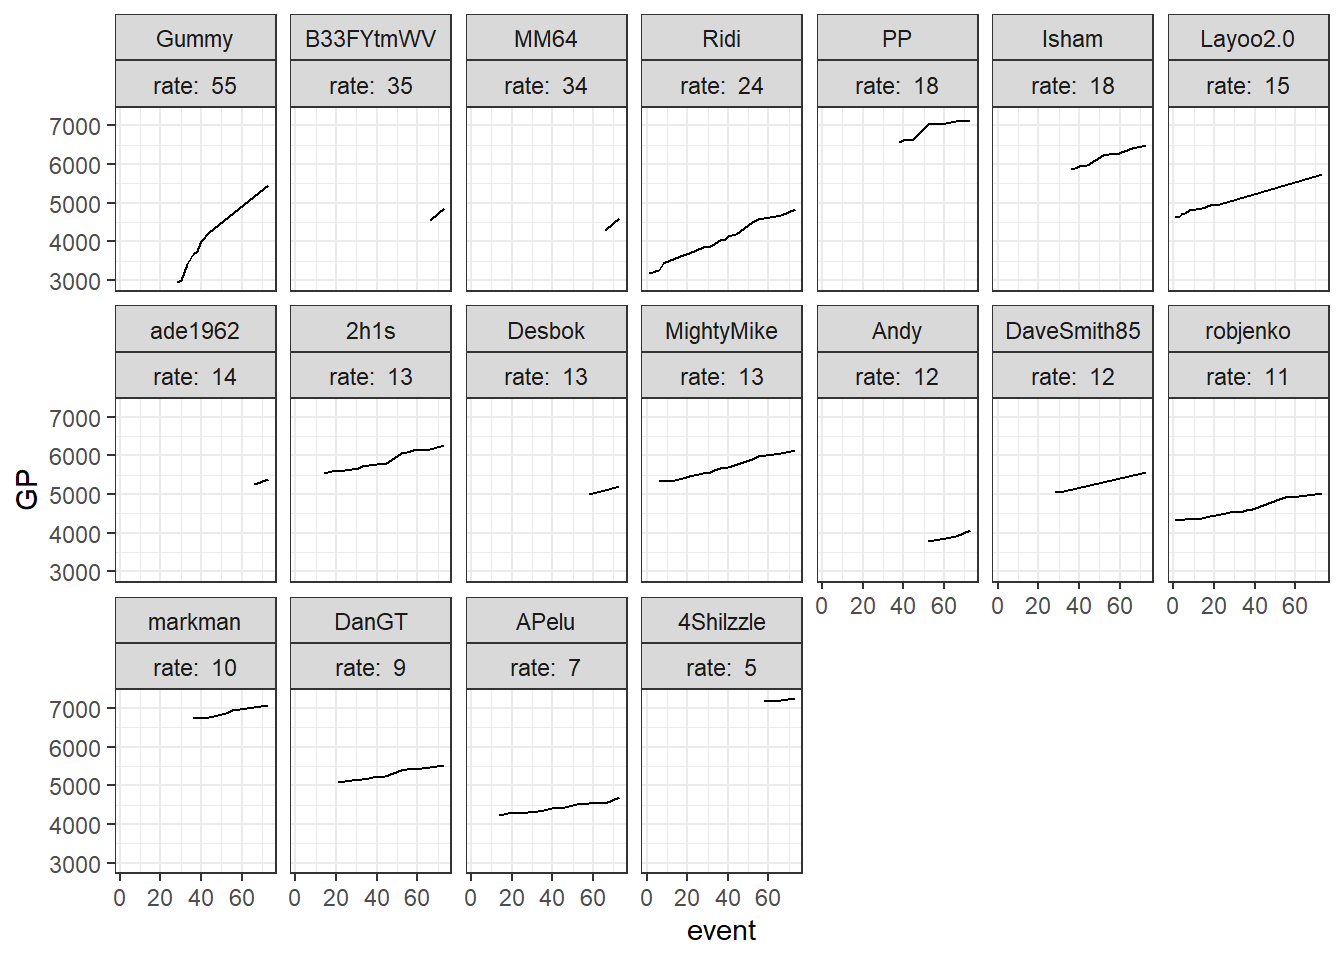 Gummy B33FYtmWV MM64 Ridi PP Isham Layoo2.0
rate: 55 rate: 35 rate: 34 rate: 24 rate: 18 rate: 18 rate: 15
7000
6000
5000
4000
3000
ade1962 2h1s Desbok MightyMike Andy DaveSmith85 robjenko
rate: 14 rate: 13 rate: 13 rate: 13 rate: 12 rate: 12 rate: 11
7000
6000
5000
4000
3000
GP
0 20 40 60 0 20 40 60 0 20 40 60
markman DanGT APelu 4Shilzzle
rate: 10 rate: 9 rate: 7 rate: 5
7000
6000
5000
4000
3000
0 20 40 60 0 20 40 60 0 20 40 60 0 20 40 60
event